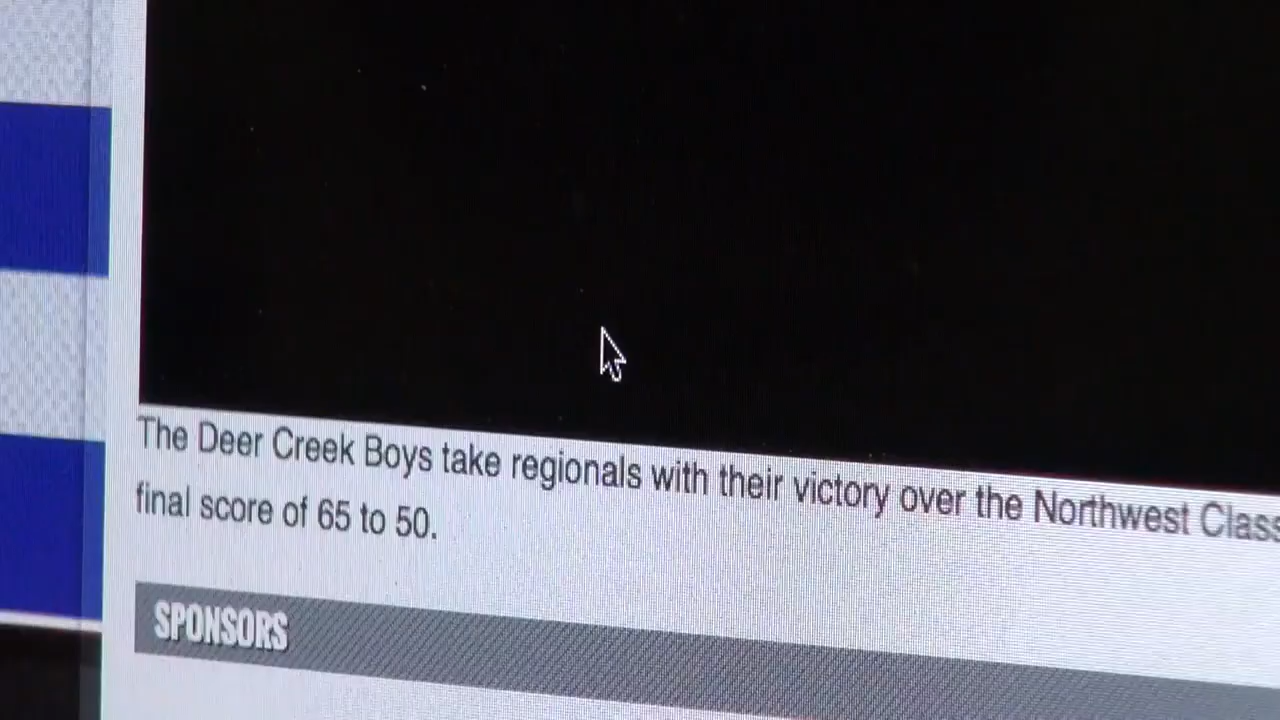 The Deer Creek Boys take regionals with their victory over the Northwest Class
final score of 65 to 50.
SPONSORS